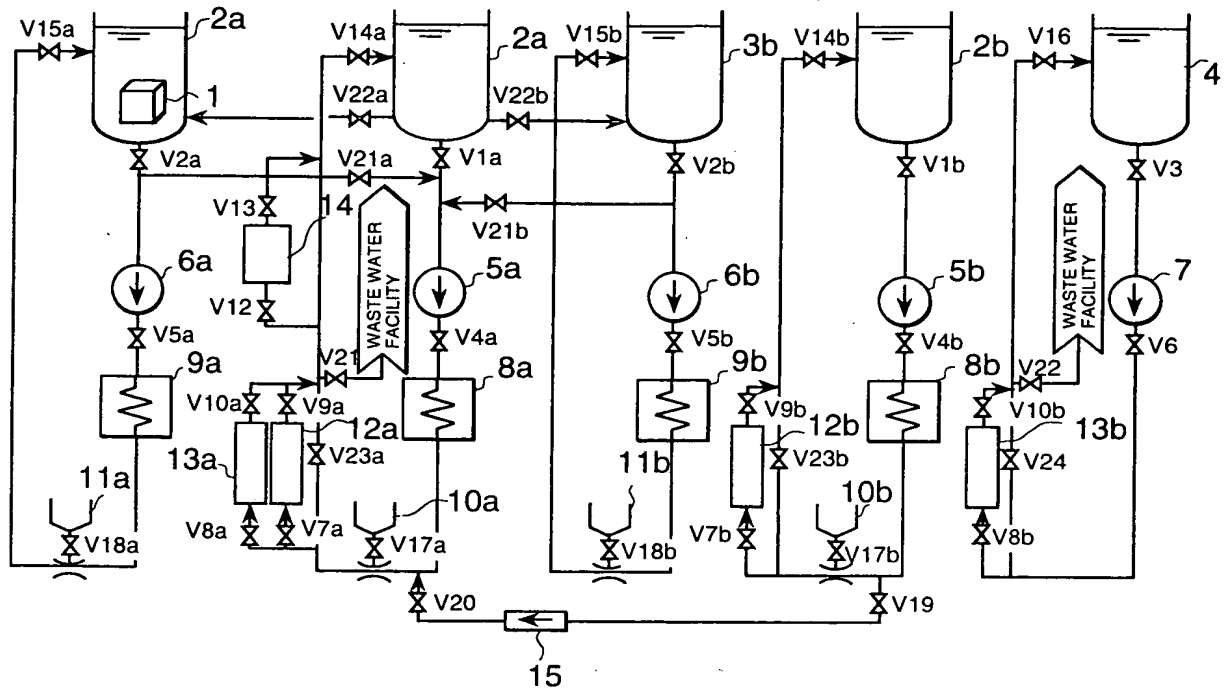 V15a
2a
V14a
2a
V15b
3b
V14b
2b
V16
4
1
V22a
V22b
V2a
V21a
V1a
V2b
V1b
V3
V13
14
V21b
6a
5a
6b
5b
7
WASTE WATER
FACILITY
WASTE WATER
FACILITY
V12
V5a
V4a
V5b
V4b
V6
V21
V22
9a
8a
9b
8b
V10a
V9a
V9b
V10b
12a
12b
13b
13a
V23a
11b
V23b
V24
11a
10a
10b
V8a
V7a
V7b
V8b
V18a
V17a
V18b
V17b
V20
V19
15